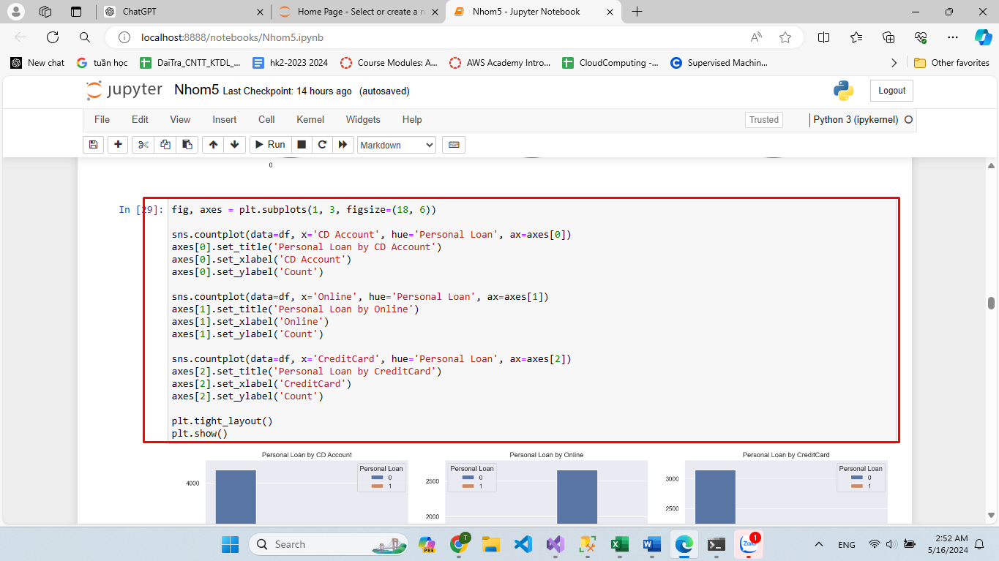 ChatGPT
Home Page - Select or create a n
Nhom5 - Jupyter Notebook
localhost:8888/notebooks/Nhom5.ipynb
New chat
tuần học
DaiTra_CNTT_KTDL_...
hk2-2023 2024
Course Modules: A...
AWS Academy Intro...
CloudComputing -...
Supervised Machin...
Other favorites
jupyter Nhom5 Last Checkpoint: 14 hours ago (autosaved)
Logout
File Edit View Insert Cell Kernel Widgets Help
Trusted
Python 3 (ipykernel)
Run
Markdown
0
In [29]: fig, axes = plt.subplots(1, 3, figsize=(18, 6))
sns.countplot(data=df, x='CD Account', hue='Personal Loan', ax=axes[0])
axes[0].set_title('Personal Loan by CD Account')
axes[0].set_xlabel('CD Account')
axes[0].set_ylabel('Count')
sns.countplot(data=df, x='Online', hue='Personal Loan', ax=axes[1])
axes[1].set_title('Personal Loan by Online')
axes[1].set_xlabel('Online')
axes[1].set_ylabel('Count')
sns.countplot(data=df, x='CreditCard', hue='Personal Loan', ax=axes[2])
axes[2].set_title('Personal Loan by CreditCard')
axes[2].set_xlabel('CreditCard')
axes[2].set_ylabel('Count')
plt.tight_layout()
plt.show()
Personal Loan by CD Account
Personal Loan
0
1
4000
Personal Loan by Online
Personal Loan
0
1
2500
2000
Personal Loan by CreditCard
Personal Loan
0
1
3000
2500
Search
PRE
T
Zalo
1
ENG
2:52 AM
5/16/2024